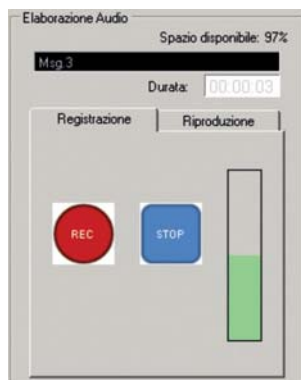 Elaborazione Audio
Spazio disponibile: 97%
Msg.3
Durata: 00:00:03
Registrazione Riproduzione
REC STOP